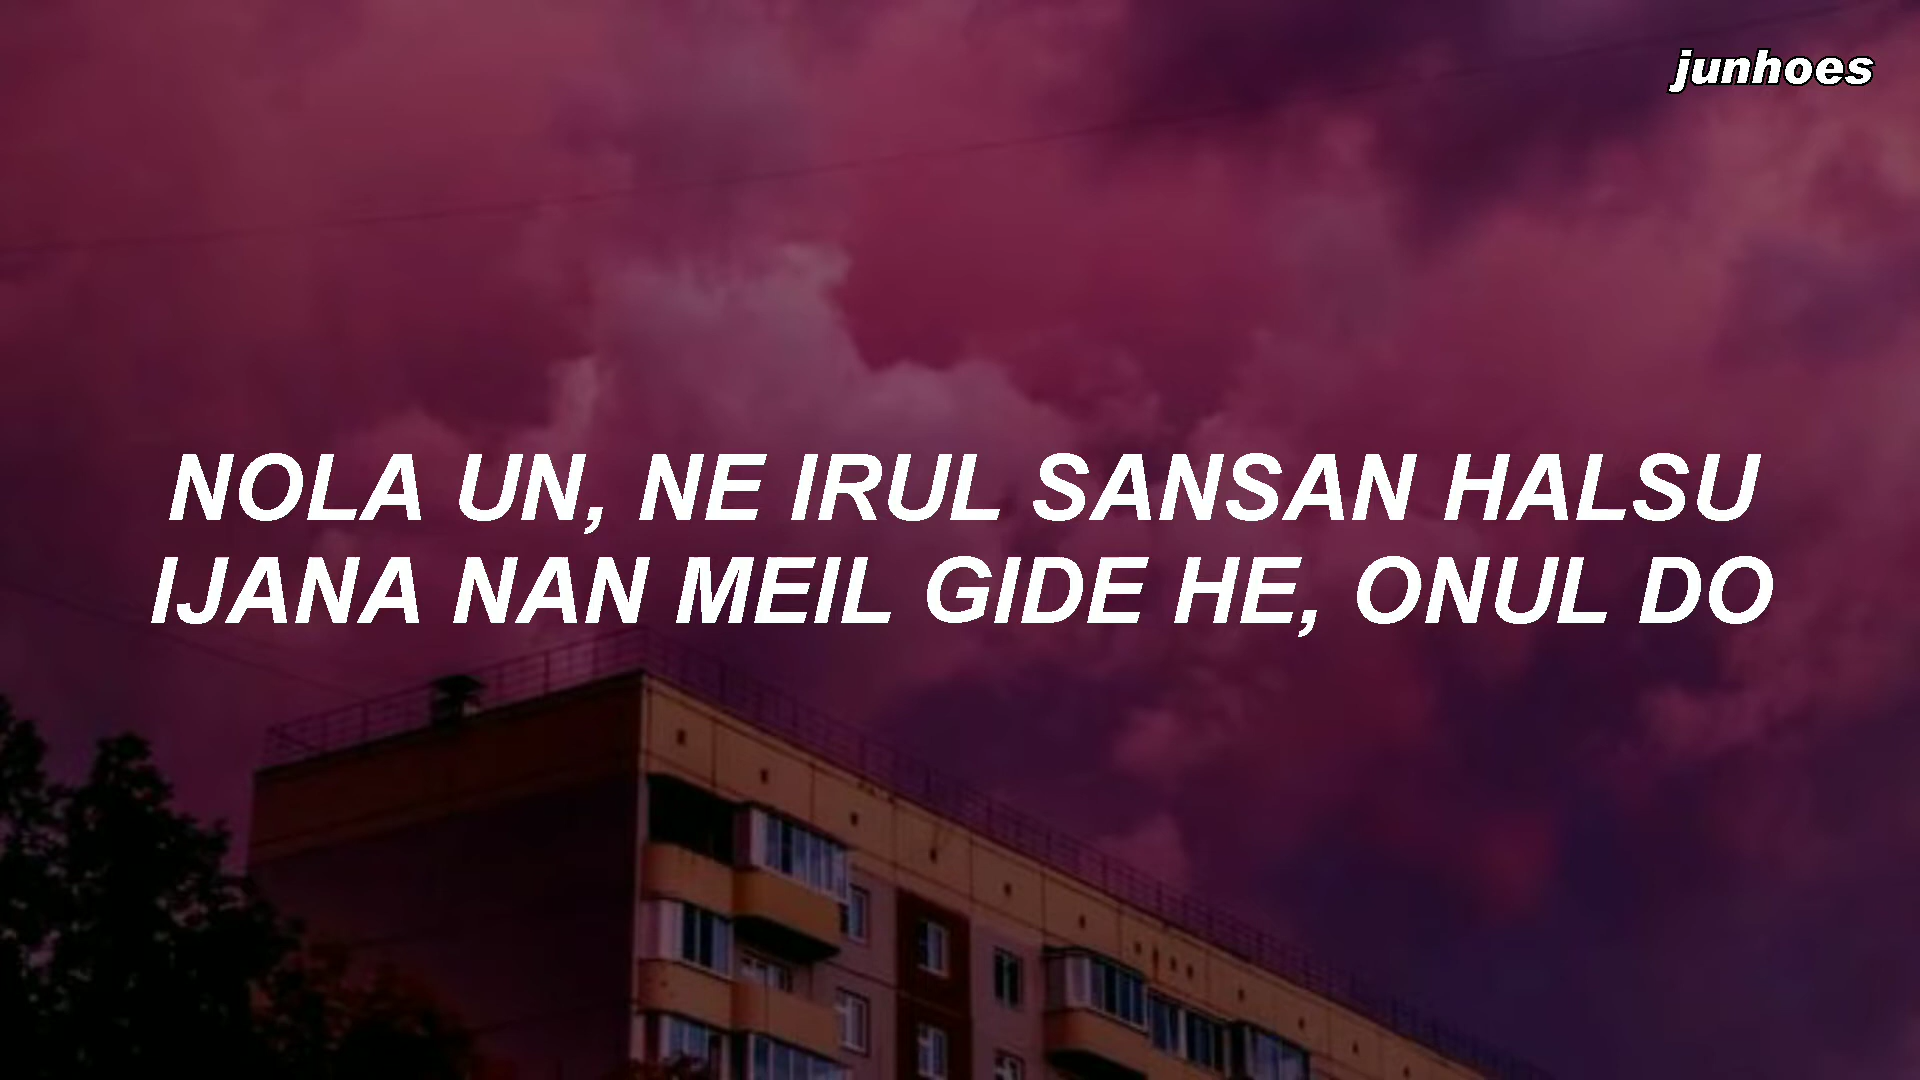 junhoes
NOLA UN, NE IRUL SANSAN HALSU
IJANA NAN MEIL GIDE HE, ONUL DO